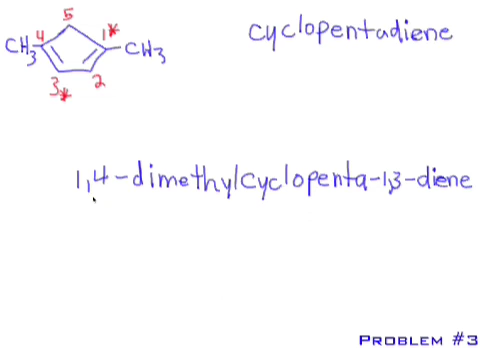 cyclopentadiene
5
4
1*
CH3
CH3
3*
2
1,4-dimethylcyclopenta-1,3-diene
PROBLEM #3